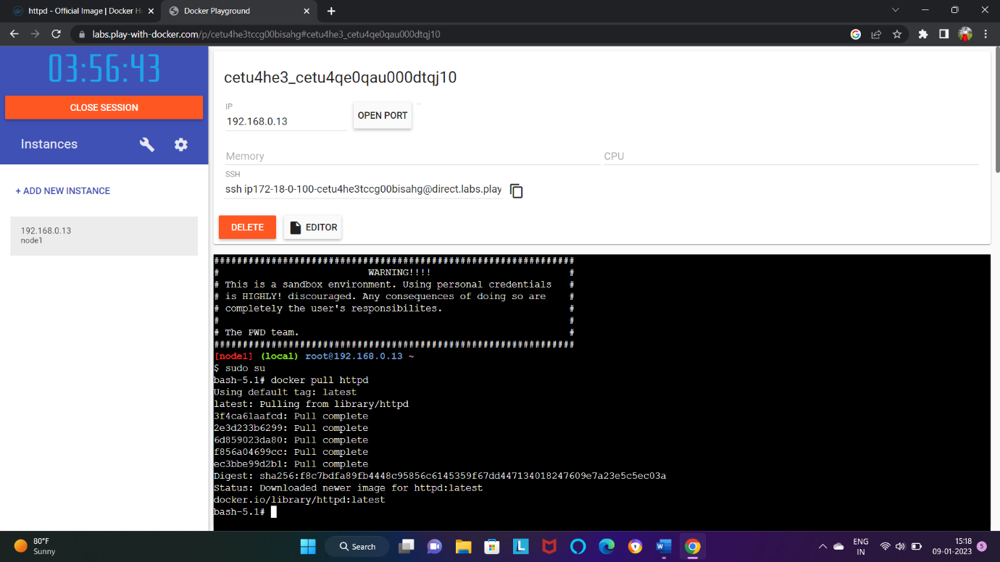 httpd - Official Image | Docker H
Docker Playground
labs.play-with-docker.com/p/cetu4he3tccg00bisahg#cetu4he3_cetu4qe0qau000dtqj10
03:56:43
CLOSE SESSION
Instances
+ ADD NEW INSTANCE
192.168.0.13
node1
cetu4he3_cetu4qe0qau000dtqj10
IP
192.168.0.13
OPEN PORT
Memory
CPU
SSH
ssh ip172-18-0-100-cetu4he3tccg00bisahg@direct.labs.play
DELETE
EDITOR
###############################################################
# WARNING!!!! #
# This is a sandbox environment. Using personal credentials #
# is HIGHLY! discouraged. Any consequences of doing so are #
# completely the user's responsibilites. #
# #
# The PWD team. #
###############################################################
[node1] (local) root@192.168.0.13 ~
$ sudo su
bash-5.1# docker pull httpd
Using default tag: latest
latest: Pulling from library/httpd
3f4ca61aafcd: Pull complete
2e3d233b6299: Pull complete
6d859023da80: Pull complete
f856a04699cc: Pull complete
ec3bbe99d2b1: Pull complete
Digest: sha256:f8c7bdfa89fb4448c95856c6145359f67dd447134018247609e7a23e5c5ec03a
Status: Downloaded newer image for httpd:latest
docker.io/library/httpd:latest
bash-5.1#
80°F
Sunny
Search
ENG
IN
15:18
09-01-2023
5